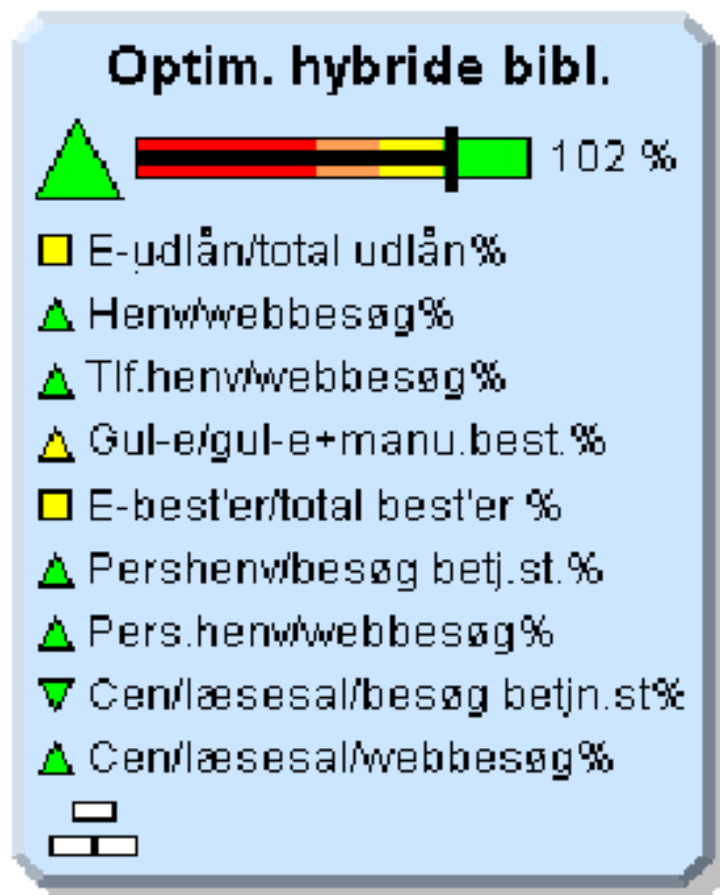 Optim. hybride bibl.
102 %
E-udlån/total udlån%
Henv/webbesøg%
Tlf.henv/webbesøg%
Gul-e/gul-e+manu.best.%
E-best'er/total best'er %
Pershenv/besøg betj.st.%
Pers.henv/webbesøg%
Cen/læsesal/besøg betjn.st%
Cen/læsesal/webbesøg%